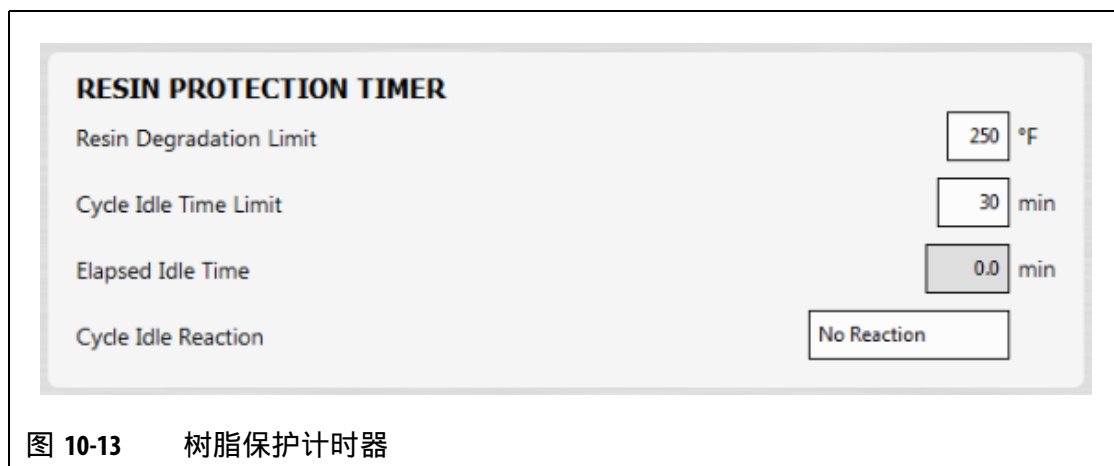 RESIN PROTECTION TIMER
Resin Degradation Limit 250 °F
Cycle Idle Time Limit 30 min
Elapsed Idle Time 0.0 min
Cycle Idle Reaction No Reaction
图 10-13 树脂保护计时器